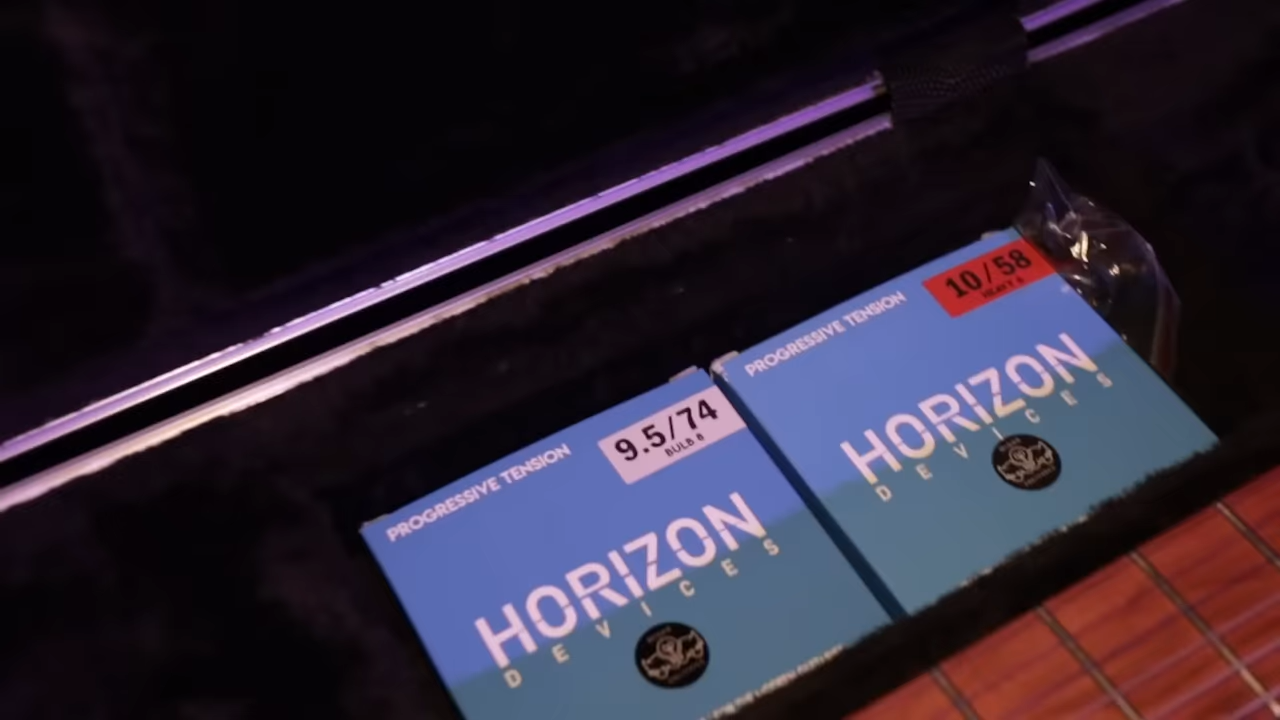 PROGRESSIVE TENSION
9.5/74
BULB 8
HORIZON
DEVICES
PROGRESSIVE TENSION
10/58
HEAVY 6
HORIZON
DEVICES